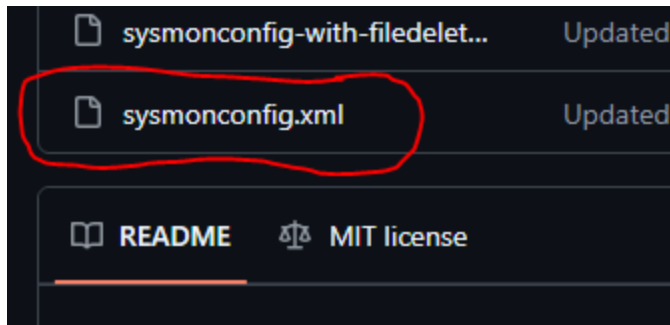 sysmonconfig-with-filedelet... Updated
sysmonconfig.xml Updated
README MIT license